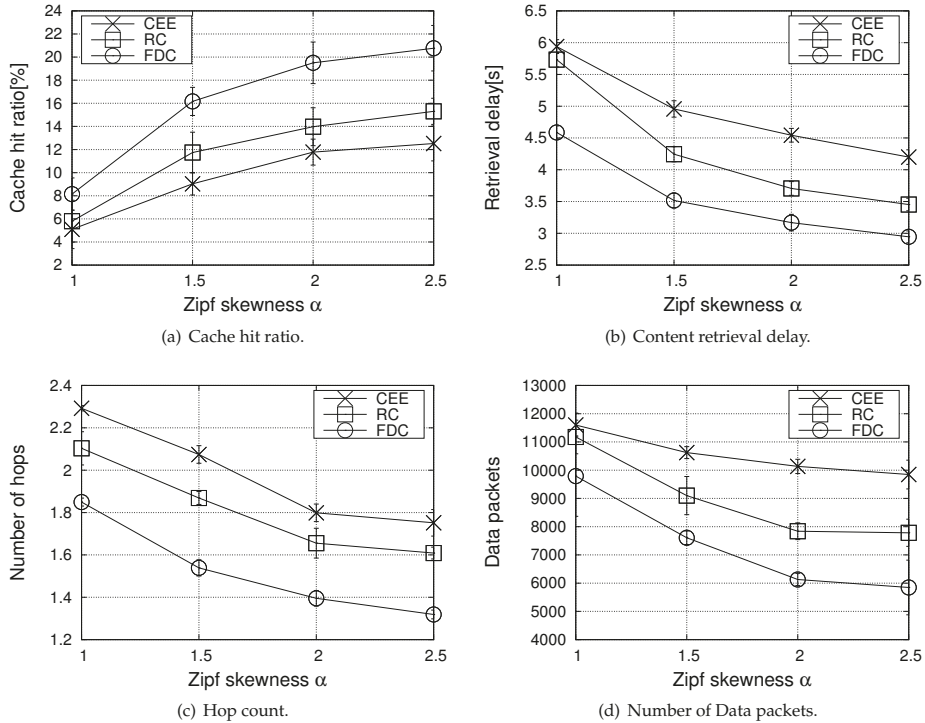 CEE
RC
FDC
24
22
20
18
16
14
12
10
8
6
4
2
Cache hit ratio[%]
1 1.5 2 2.5
Zipf skewness α
(a) Cache hit ratio.
CEE
RC
FDC
6.5
6
5.5
5
4.5
4
3.5
3
2.5
Retrieval delay[s]
1 1.5 2 2.5
Zipf skewness α
(b) Content retrieval delay.
CEE
RC
FDC
2.4
2.2
2
1.8
1.6
1.4
1.2
Number of hops
1 1.5 2 2.5
Zipf skewness α
(c) Hop count.
CEE
RC
FDC
13000
12000
11000
10000
9000
8000
7000
6000
5000
4000
Data packets
1 1.5 2 2.5
Zipf skewness α
(d) Number of Data packets.